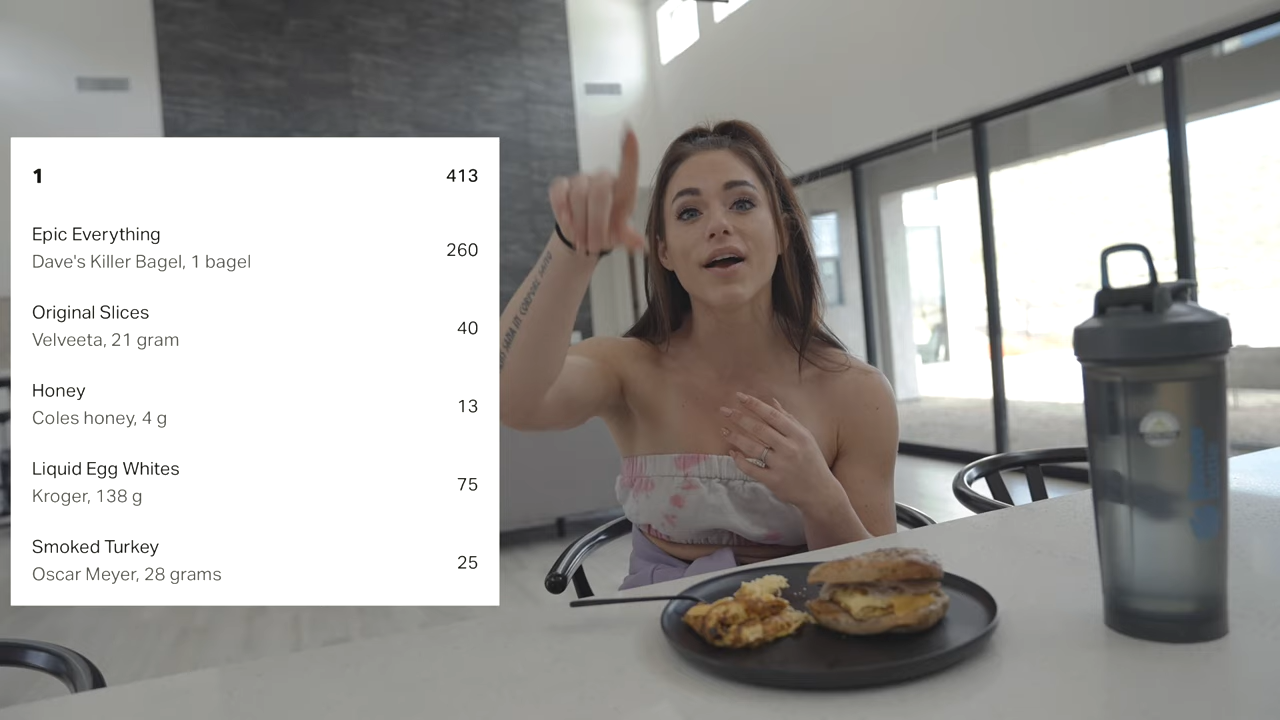 1
413
Epic Everything
Dave's Killer Bagel, 1 bagel
260
Original Slices
Velveeta, 21 gram
40
Honey
Coles honey, 4 g
13
Liquid Egg Whites
Kroger, 138 g
75
Smoked Turkey
Oscar Meyer, 28 grams
25